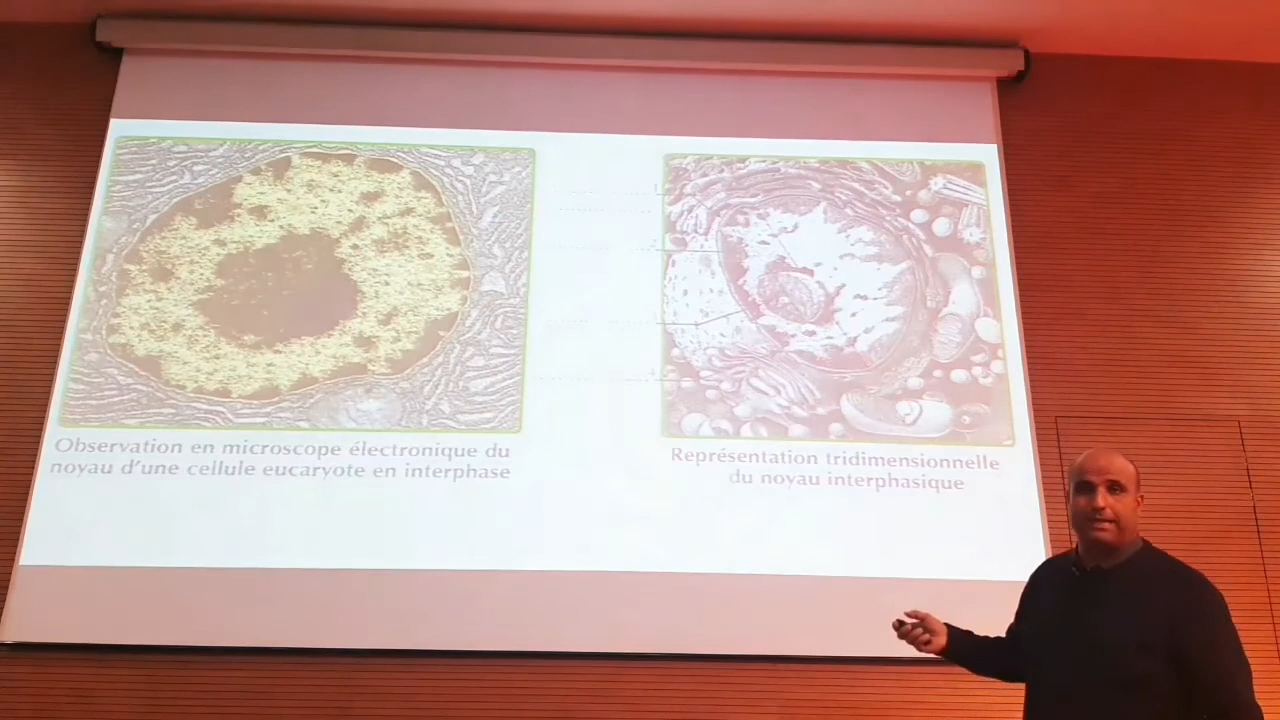 Observation en microscope électronique du
noyau d'une cellule eucaryote en interphase
Représentation tridimensionnelle
du noyau interphasique